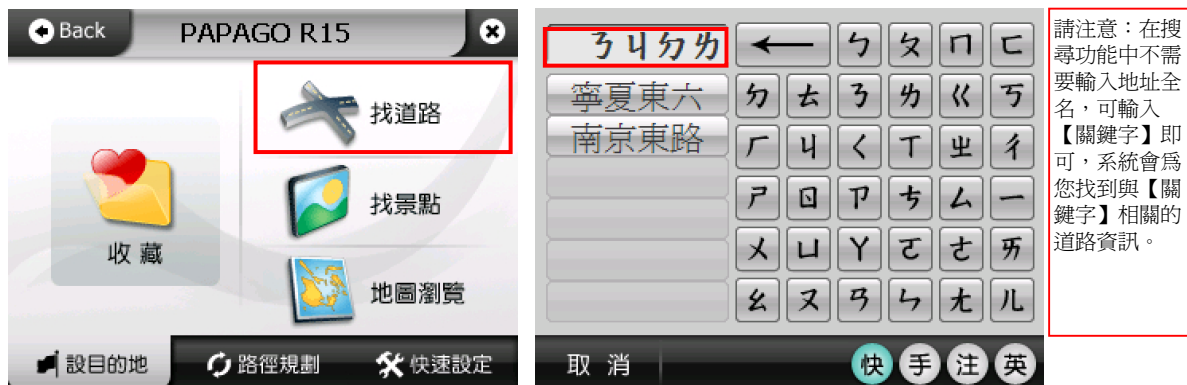 Back
PAPAGO R15
找道路
收藏
找景點
地圖瀏覽
設目的地
路徑規劃
快速設定
ㄋㄐㄉㄌ
寧夏東六
南京東路
ㄅ ㄆ ㄇ ㄈ
ㄉ ㄊ ㄋ ㄌ ㄍ ㄎ
ㄏ ㄐ ㄑ ㄒ ㄓ ㄔ
ㄕ ㄖ ㄗ ㄘ ㄙ ㄧ
ㄨ ㄩ ㄚ ㄛ ㄜ ㄞ
ㄠ ㄡ ㄢ ㄣ ㄤ ㄦ
取 消
快 手 注 英
請注意：在搜
尋功能中不需
要輸入地址全
名，可輸入
【關鍵字】即
可，系統會為
您找到與【關
鍵字】相關的
道路資訊。